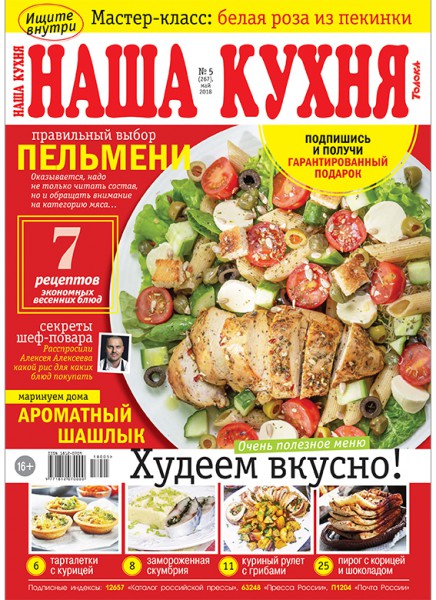 Ищите
внутри
Мастер-класс: белая роза из пекинки
НАША КУХНЯ
НАША КУХНЯ
№ 5
(267),
май
2018
Толока
правильный выбор
ПЕЛЬМЕНИ
Оказывается, надо
не только читать состав,
но и обращать внимание
на категорию мяса...
ПОДПИШИСЬ
И ПОЛУЧИ
ГАРАНТИРОВАННЫЙ
ПОДАРОК
7
рецептов
экономных
весенних блюд
секреты
шеф-повара
Расспросили
Алексея Алексеева
какой рис для каких
блюд покупать
маринуем дома
АРОМАТНЫЙ
ШАШЛЫК
16+
Очень полезное меню
Худеем вкусно!
6 тарталетки
с курицей
8 замороженная
скумбрия
11 куриный рулет
с грибами
25 пирог с корицей
и шоколадом
Подписные индексы: 12657 "Каталог российской прессы", 63248 "Пресса России", П1204 "Почта России"